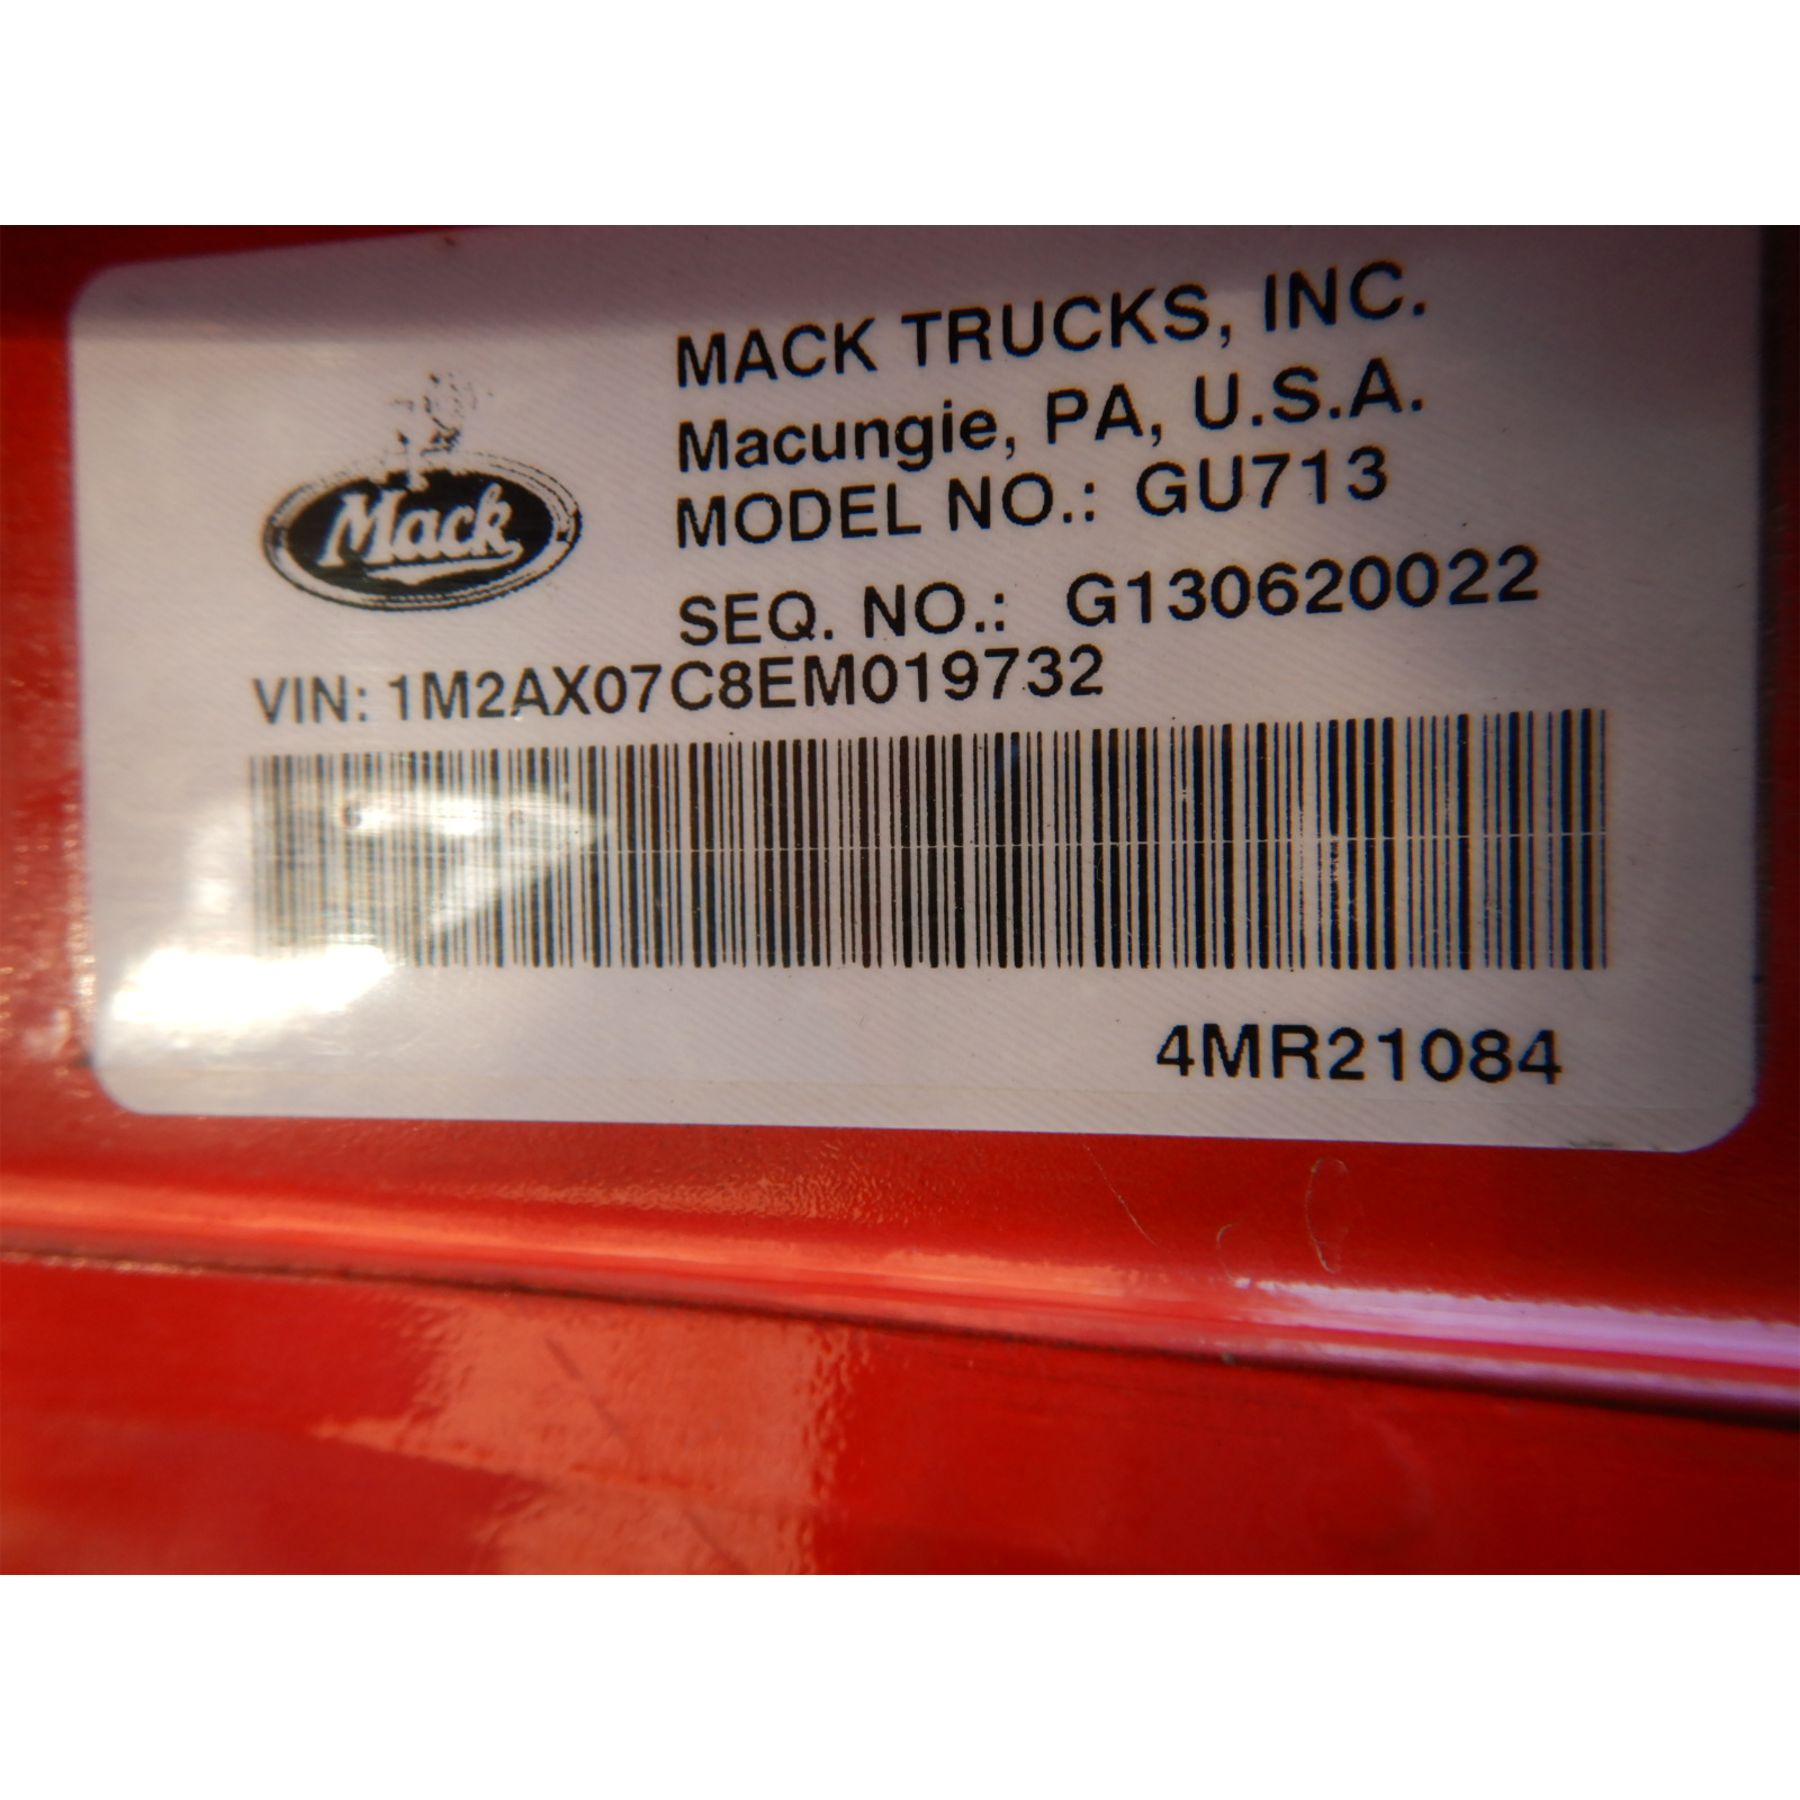 MACK TRUCKS, INC.
Macungie, PA, U.S.A.
MODEL NO.: GU713
Mack
SEQ. NO.: G130620022
VIN: 1M2AX07C8EM019732
4MR21084